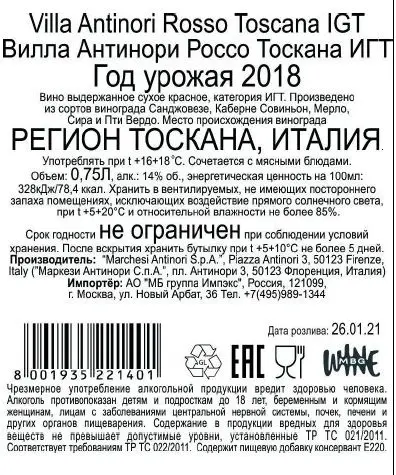 Villa Antinori Rosso Toscana IGT
Вилла Антинори Россо Тоскана ИГТ
Год урожая 2018
Вино выдержанное сухое красное, категория ИГТ. Произведено
из сортов винограда Санджовезе, Каберне Совиньон, Мерло,
Сира и Пти Вердо. Место происхождения винограда
РЕГИОН ТОСКАНА, ИТАЛИЯ.
Употреблять при t +16+18°С. Сочетается с мясными блюдами.
Объем: 0,75Л, алк.: 14% об., энергетическая ценность на 100мл:
328кДж/78,4 ккал. Хранить в вентилируемых, не имеющих постороннего
запаха помещениях, исключающих воздействие прямого солнечного света,
при t +5+20°С и относительной влажности не более 85%.
Срок годности не ограничен при соблюдении условий
хранения. После вскрытия хранить бутылку при t +5+10°С не более 5 дней.
Производитель: "Marchesi Antinori S.p.A.", Piazza Antinori 3, 50123 Firenze,
Italy ("Маркези Антинори С.п.А.", пл. Антинори 3, 50123 Флоренция, Италия)
Импортёр: АО "МБ группа Импэкс", Россия, 121099,
г. Москва, ул. Новый Арбат, 36 Тел. +7(495)989-1344
Дата розлива: 26.01.21
AGL
EAC
WINE
MBG
8 001935 221401
Чрезмерное употребление алкогольной продукции вредит здоровью человека.
Алкоголь противопоказан детям и подросткам до 18 лет, беременным и кормящим
женщинам, лицам с заболеваниями центральной нервной системы, почек, печени и
других органов пищеварения. Содержание в продукции вредных для здоровья
веществ не превышает допустимые уровни, установленные ТР ТС 021/2011.
Соответствует требованиям ТР ТС 022/2011. Содержит пищевую добавку консервант Е220.